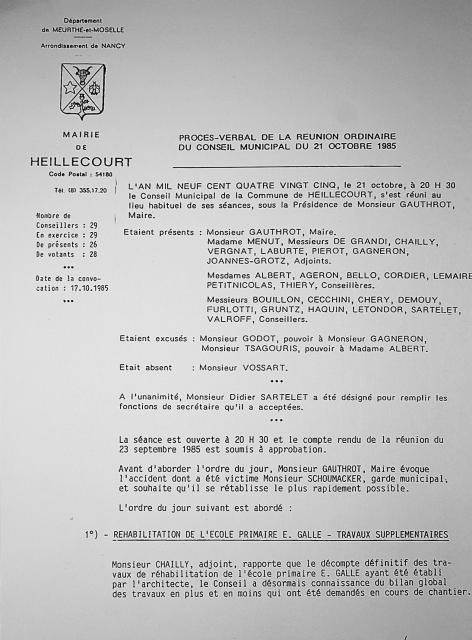 Département
de MEURTHE-et-MOSELLE
Arrondissement de NANCY
MAIRIE
DE
HEILLECOURT
Code Postal : 54180
Tél. (8) 355.17.20
Nombre de
Conseillers : 29
En exercice : 29
De présents : 26
De votants : 28
***
Date de la convo-
cation : 17.10.1985
***
PROCES-VERBAL DE LA REUNION ORDINAIRE
DU CONSEIL MUNICIPAL DU 21 OCTOBRE 1985
L'AN MIL NEUF CENT QUATRE VINGT CINQ, le 21 octobre, à 20 H 30
le Conseil Municipal de la Commune de HEILLECOURT, s'est réuni au
lieu habituel de ses séances, sous la Présidence de Monsieur GAUTHROT,
Maire.
Etaient présents : Monsieur GAUTHROT, Maire.
Madame MENUT, Messieurs DE GRANDI, CHAILLY,
VERGNAT, LABURTE, PIEROT, GAGNERON,
JOANNES-GROTZ, Adjoints.
Mesdames ALBERT, AGERON, BELLO, CORDIER, LEMAIRE
PETITNICOLAS, THIERY, Conseillères.
Messieurs BOUILLON, CECCHINI, CHERY, DEMOUY,
FURLOTTI, GRUNTZ, HAQUIN, LETONDOR, SARTELET,
VALROFF, Conseillers.
Etaient excusés : Monsieur GODOT, pouvoir à Monsieur GAGNERON,
Monsieur TSAGOURIS, pouvoir à Madame ALBERT.
Etait absent : Monsieur VOSSART.
***
A l'unanimité, Monsieur Didier SARTELET a été désigné pour remplir les
fonctions de secrétaire qu'il a acceptées.
***
La séance est ouverte à 20 H 30 et le compte rendu de la réunion du
23 septembre 1985 est soumis à approbation.
Avant d'aborder l'ordre du jour, Monsieur GAUTHROT, Maire évoque
l'accident dont a été victime Monsieur SCHOUMACKER, garde municipal,
et souhaite qu'il se rétablisse le plus rapidement possible.
L'ordre du jour suivant est abordé :
1°) - REHABILITATION DE L'ECOLE PRIMAIRE E. GALLE - TRAVAUX SUPPLEMENTAIRES
Monsieur CHAILLY, adjoint, rapporte que le décompte définitif des tra-
vaux de réhabilitation de l'école primaire E. GALLE ayant été établi
par l'architecte, le Conseil a désormais connaissance du bilan global
des travaux en plus et en moins qui ont été demandés en cours de chantier.